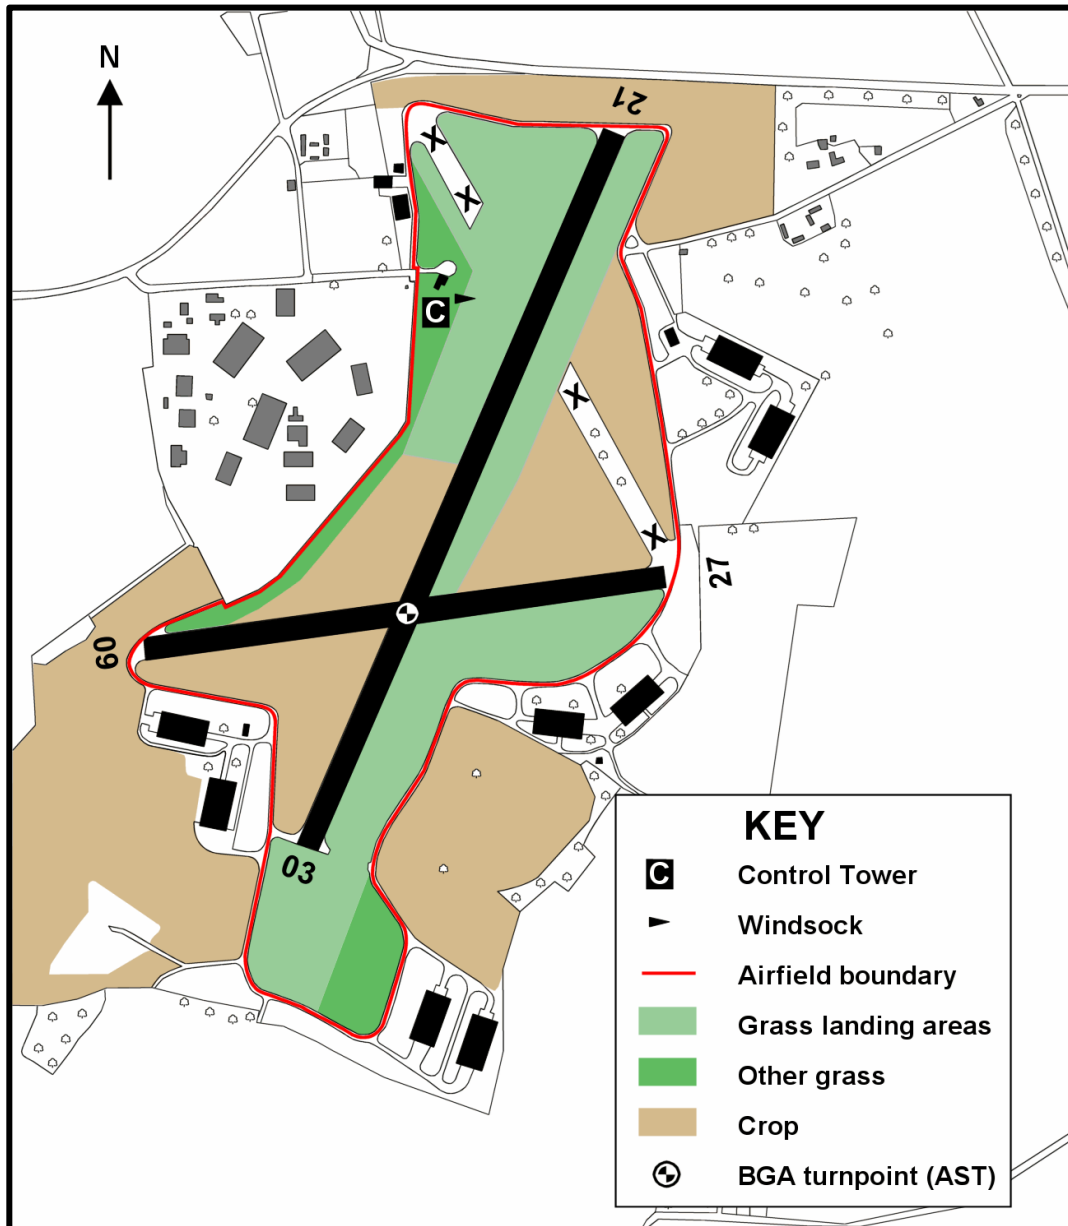 N
21
X
X
C
X
X
27
09
03
KEY
C Control Tower
Windsock
Airfield boundary
Grass landing areas
Other grass
Crop
BGA turnpoint (AST)